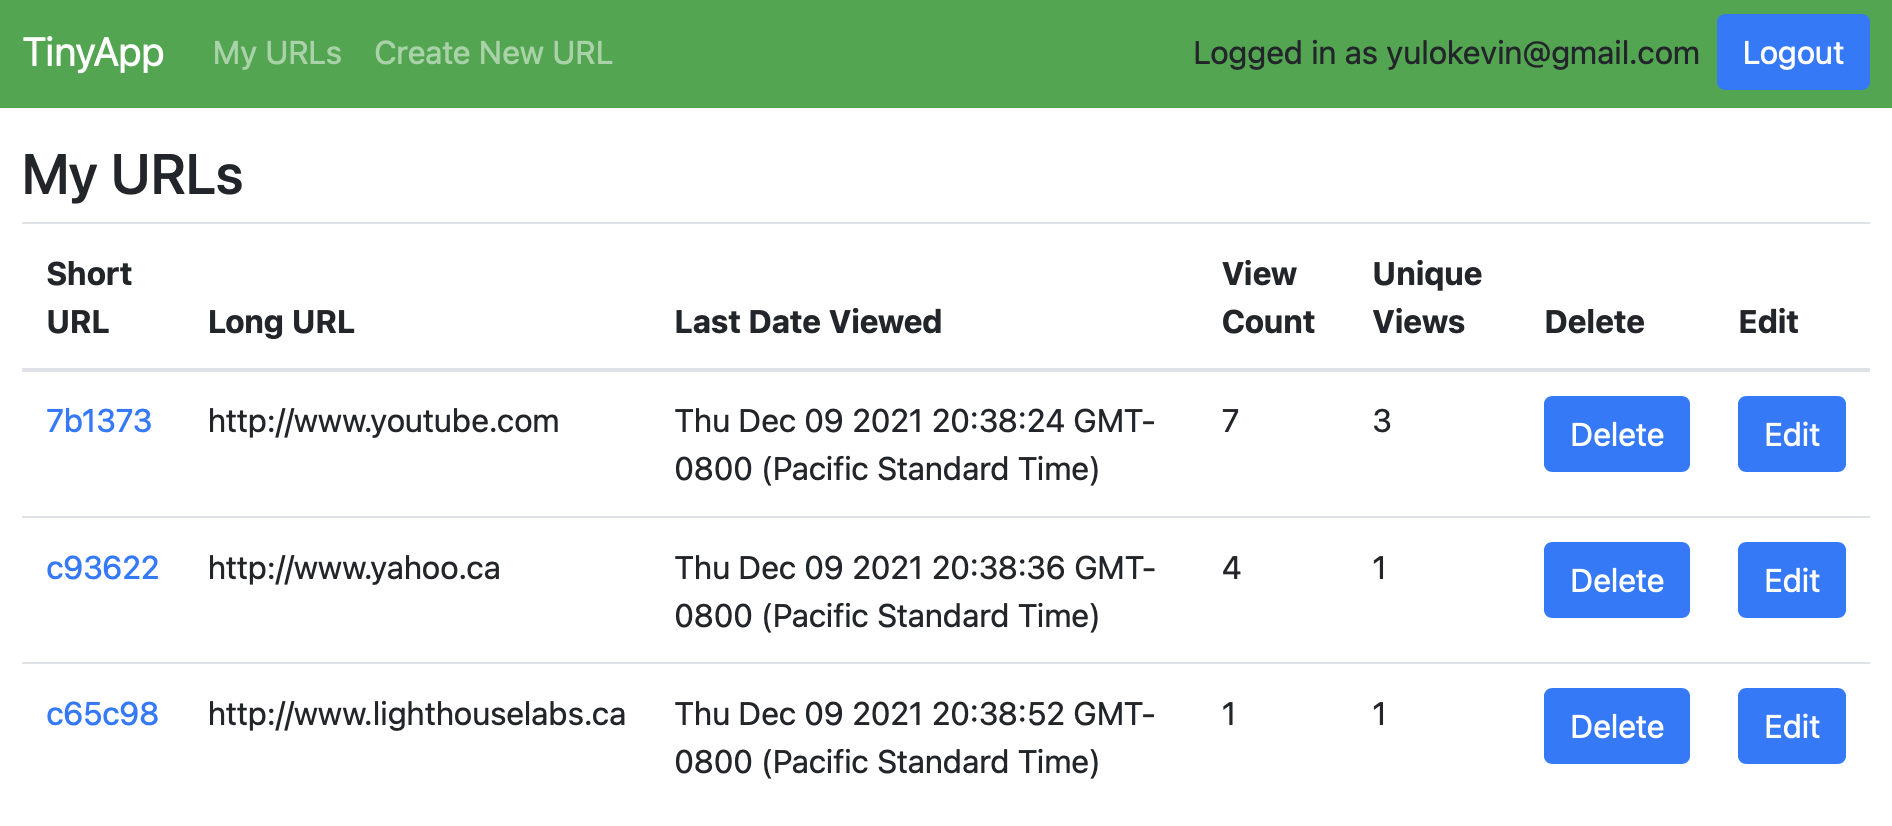 TinyApp My URLs Create New URL Logged in as yulokevin@gmail.com Logout
My URLs
Short URL Long URL Last Date Viewed View Count Unique Views Delete Edit
7b1373 http://www.youtube.com Thu Dec 09 2021 20:38:24 GMT- 7 3 Delete Edit
0800 (Pacific Standard Time)
c93622 http://www.yahoo.ca Thu Dec 09 2021 20:38:36 GMT- 4 1 Delete Edit
0800 (Pacific Standard Time)
c65c98 http://www.lighthouselabs.ca Thu Dec 09 2021 20:38:52 GMT- 1 1 Delete Edit
0800 (Pacific Standard Time)